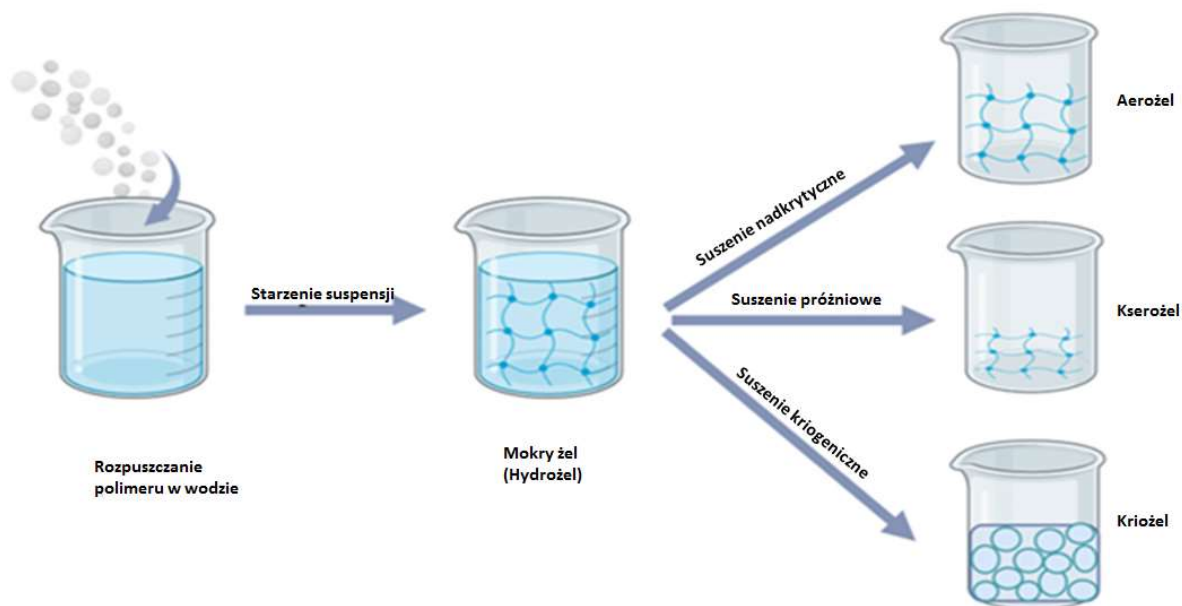 Rozpuszczanie
polimeru w wodzie
Starzenie suspensji
Mokry żel
(Hydrożel)
Suszenie nadkrytyczne
Suszenie próżniowe
Suszenie kriogeniczne
Aerożel
Kserożel
Kriożel